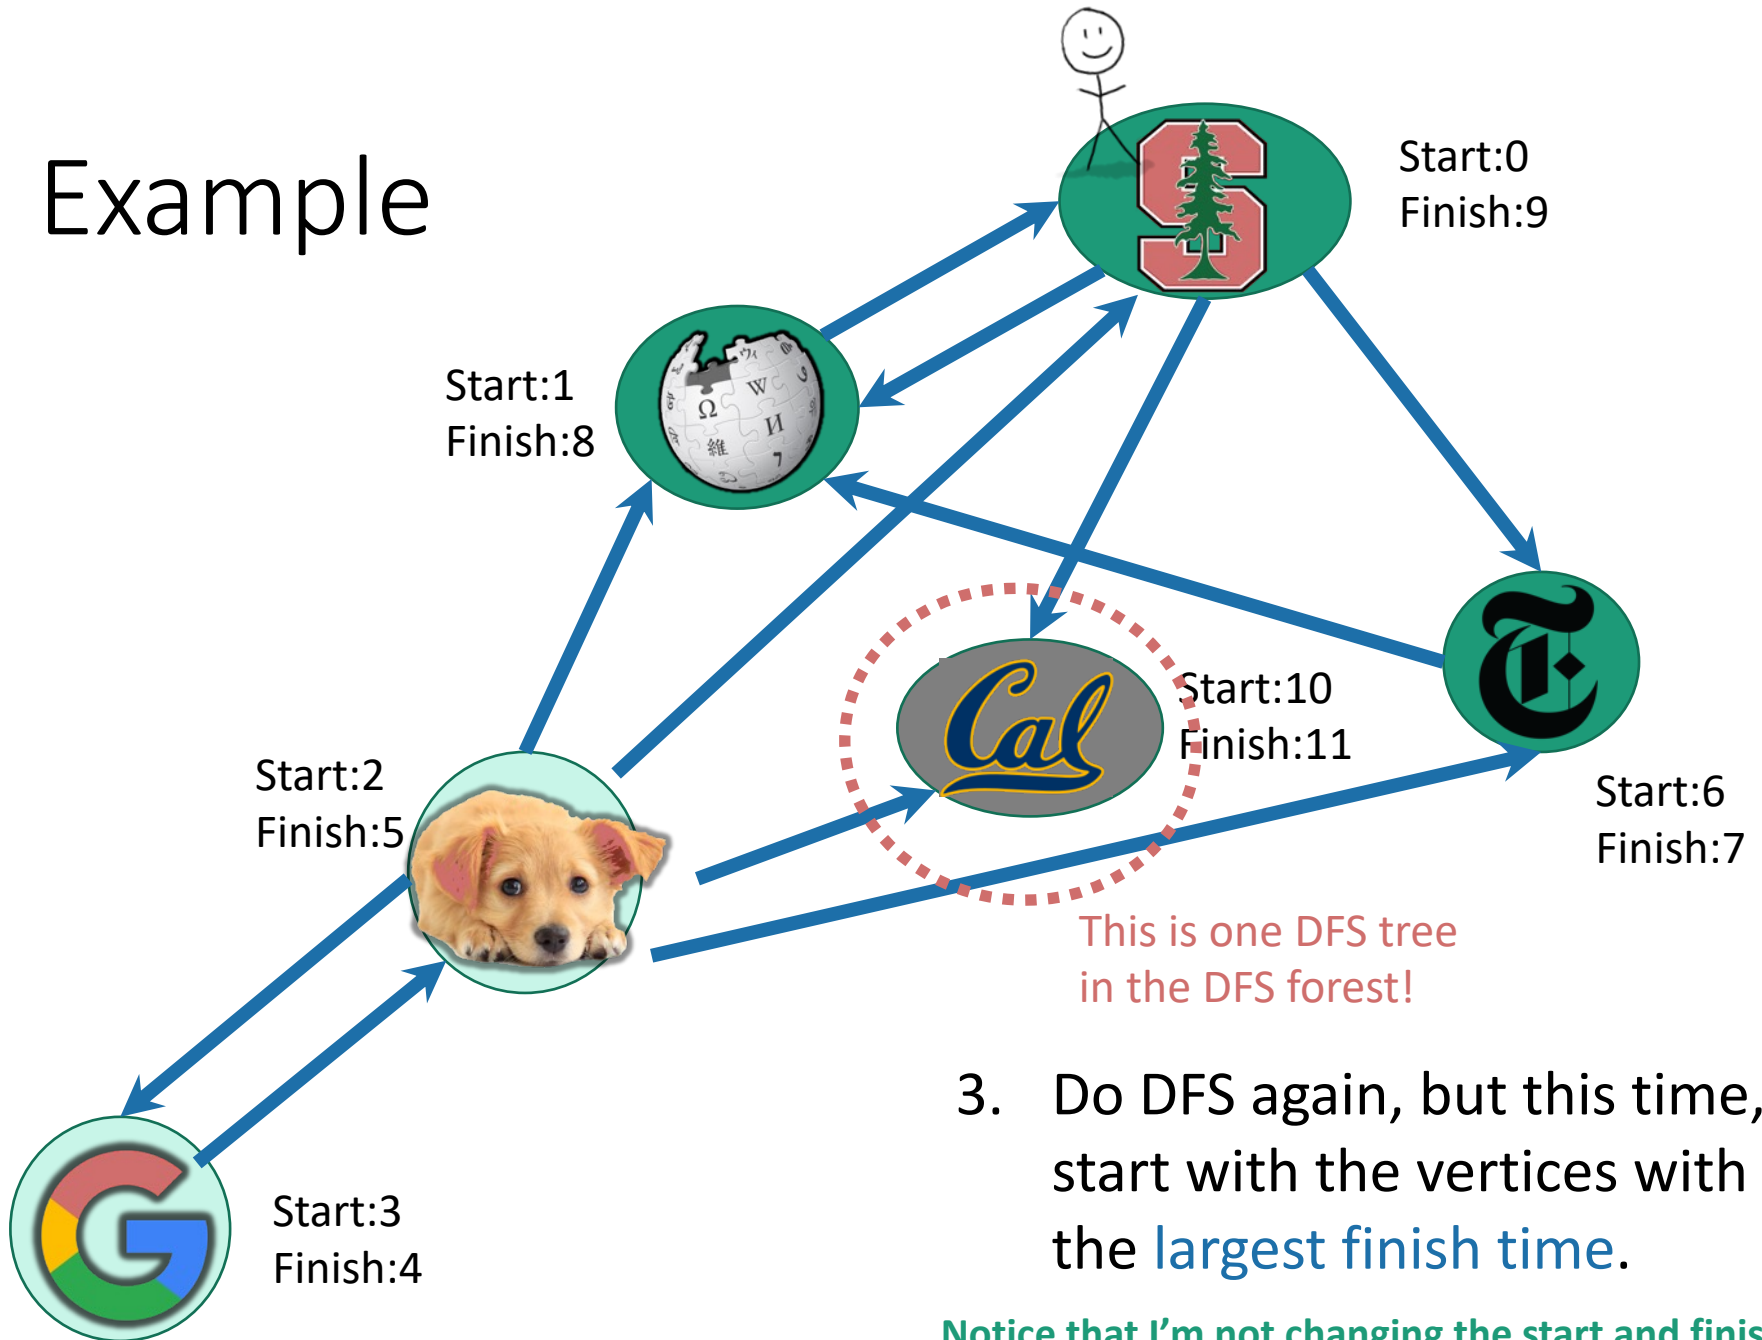 Example
Start:0
Finish:9
Start:1
Finish:8
Ω
W
И
維
Cal
Start:10
Finish:11
Start:2
Finish:5
Start:6
Finish:7
This is one DFS tree
in the DFS forest!
3. Do DFS again, but this time,
start with the vertices with
the largest finish time.
Start:3
Finish:4
Notice that I'm not changing the start and finis